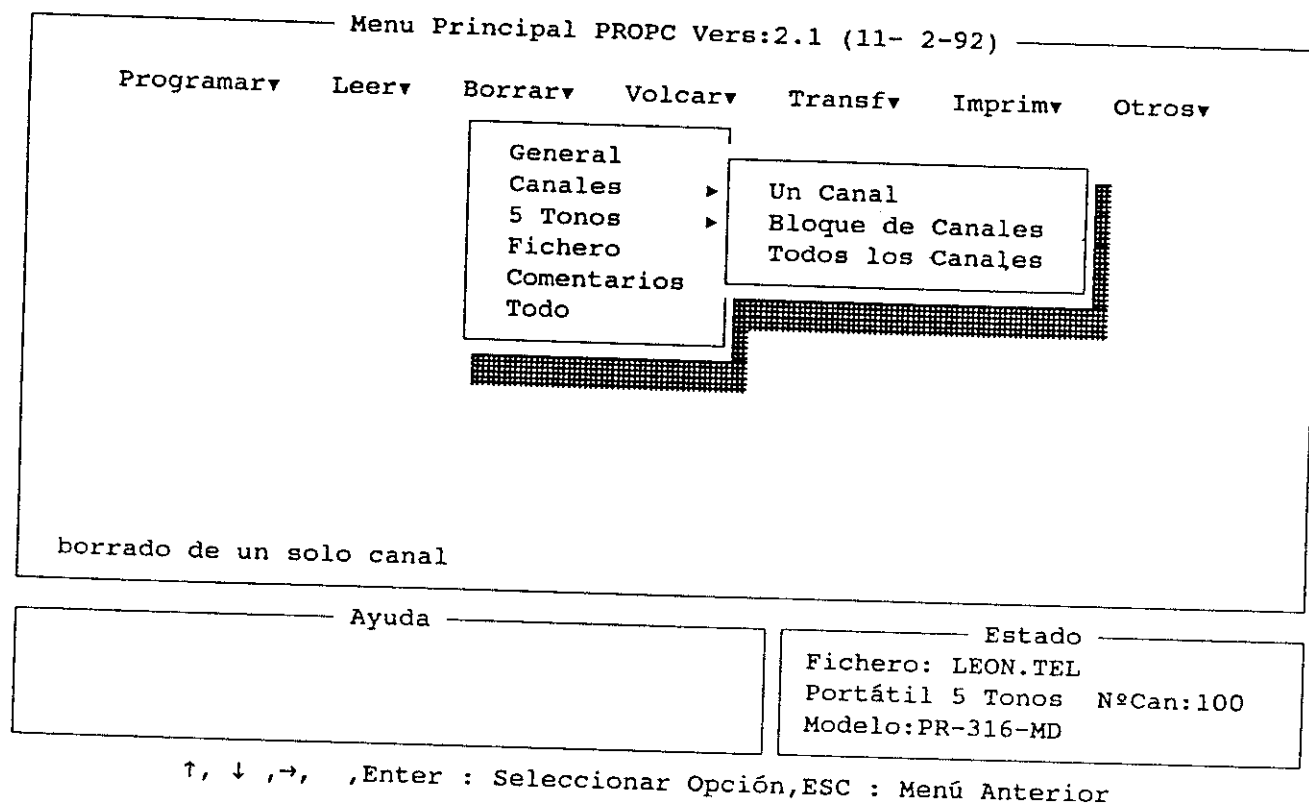 Menu Principal PROPC Vers:2.1 (11- 2-92)
Programar▾ Leer▾ Borrar▾ Volcar▾ Transf▾ Imprim▾ Otros▾
General
Canales ▸
5 Tonos ▸
Fichero
Comentarios
Todo
Un Canal
Bloque de Canales
Todos los Canales
borrado de un solo canal
Ayuda
Estado
Fichero: LEON.TEL
Portátil 5 Tonos NºCan:100
Modelo:PR-316-MD
↑, ↓ ,→, ,Enter : Seleccionar Opción,ESC : Menú Anterior